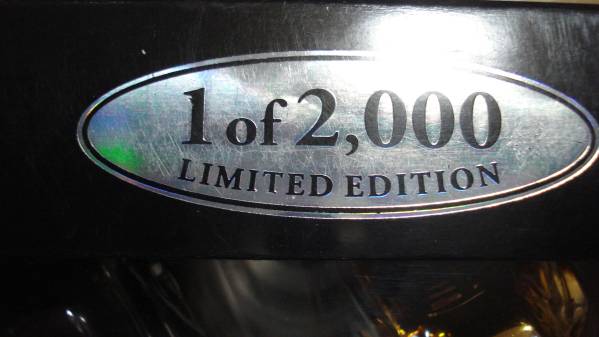 1 of 2,000
LIMITED EDITION